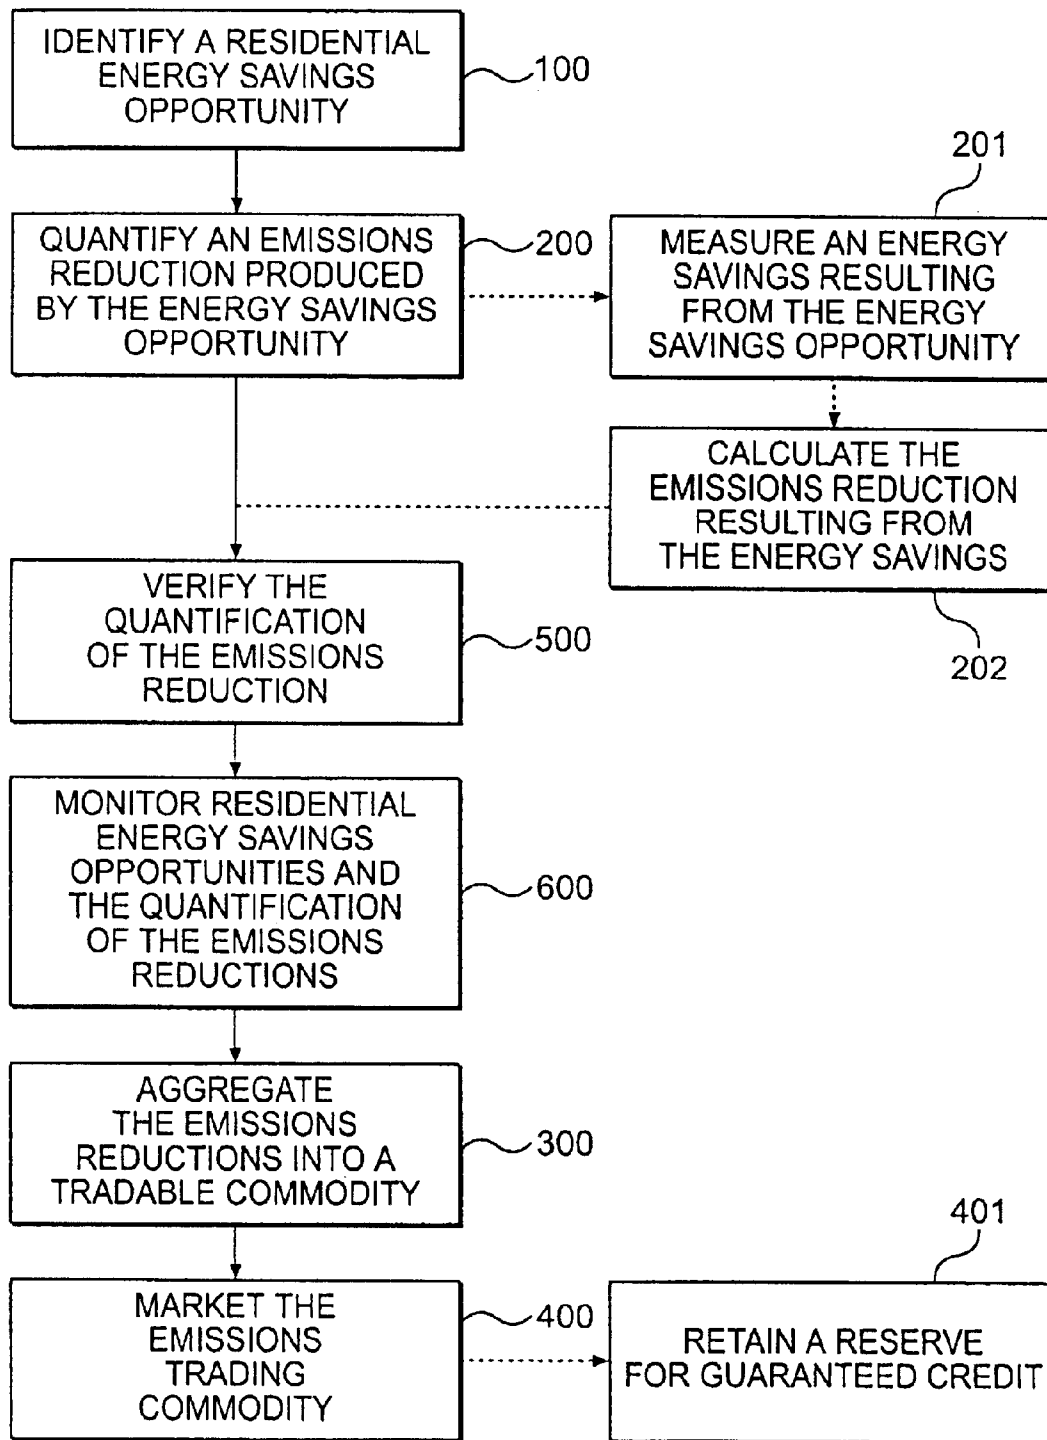 IDENTIFY A RESIDENTIAL
ENERGY SAVINGS
OPPORTUNITY
100
201
QUANTIFY AN EMISSIONS
REDUCTION PRODUCED
BY THE ENERGY SAVINGS
OPPORTUNITY
200
MEASURE AN ENERGY
SAVINGS RESULTING
FROM THE ENERGY
SAVINGS OPPORTUNITY
CALCULATE THE
EMISSIONS REDUCTION
RESULTING FROM
THE ENERGY SAVINGS
202
VERIFY THE
QUANTIFICATION
OF THE EMISSIONS
REDUCTION
500
MONITOR RESIDENTIAL
ENERGY SAVINGS
OPPORTUNITIES AND
THE QUANTIFICATION
OF THE EMISSIONS
REDUCTIONS
600
AGGREGATE
THE EMISSIONS
REDUCTIONS INTO A
TRADABLE COMMODITY
300
MARKET THE
EMISSIONS
TRADING
COMMODITY
400
401
RETAIN A RESERVE
FOR GUARANTEED CREDIT